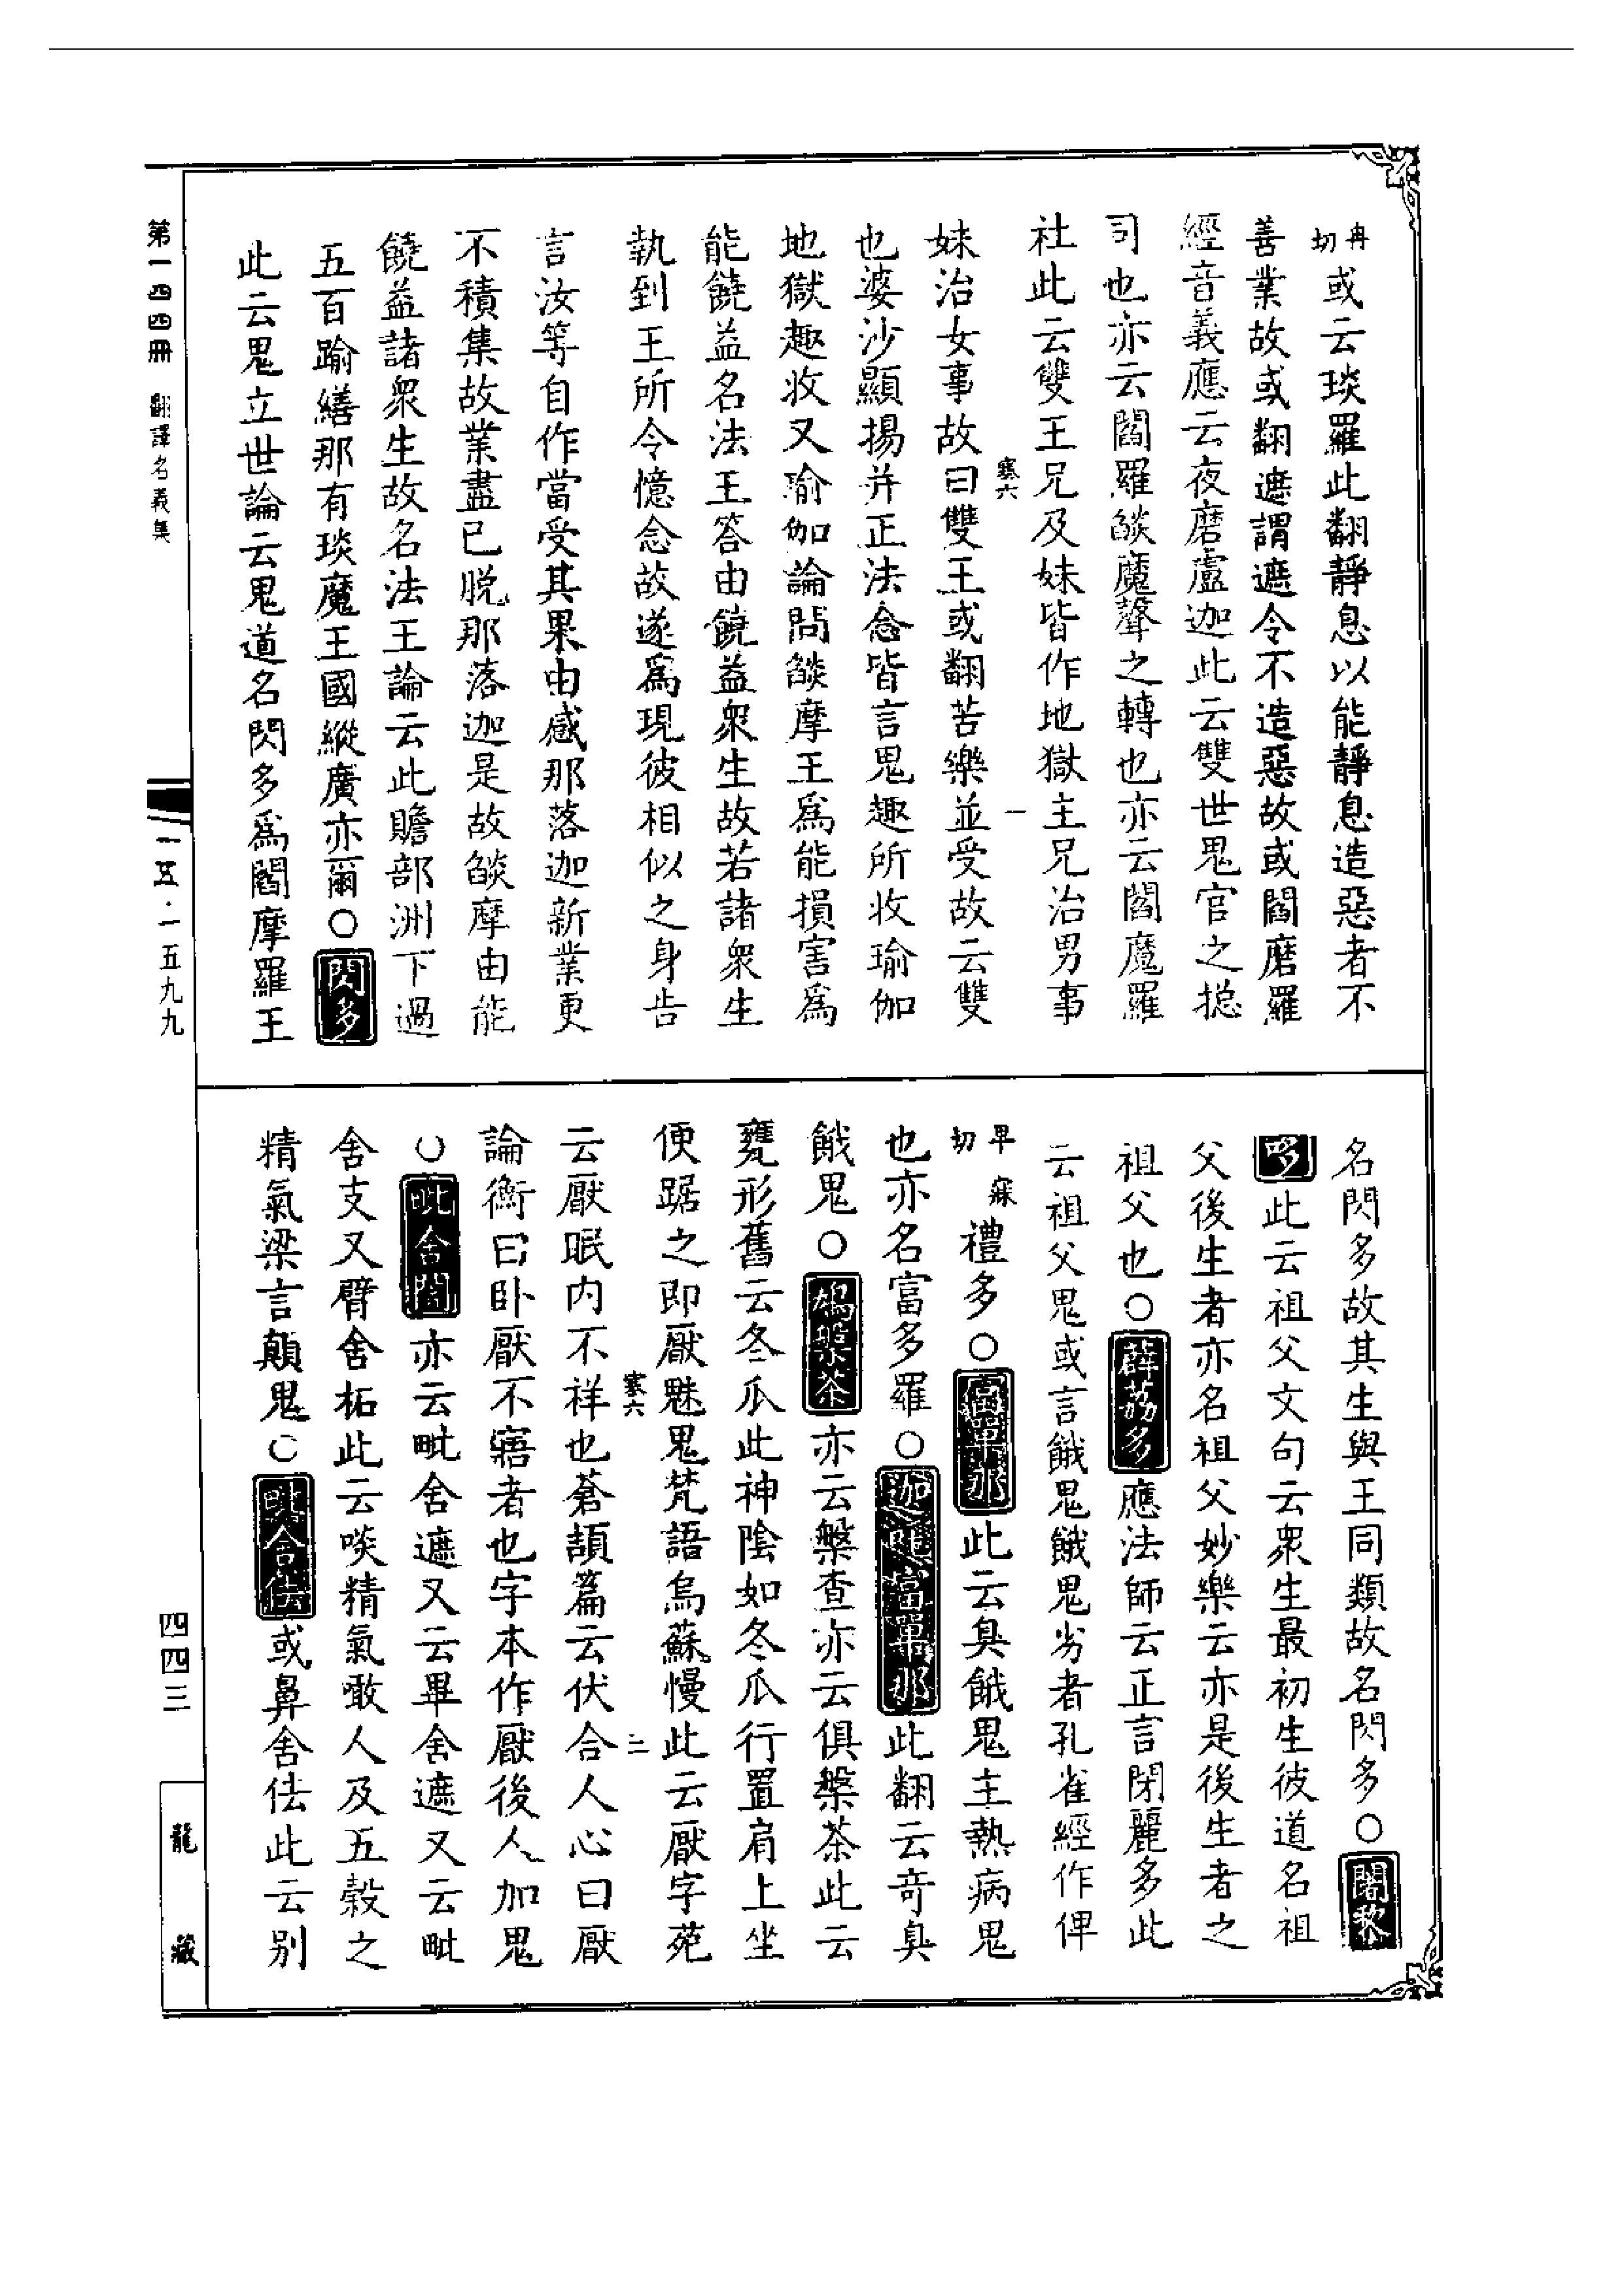 冉切或云琰羅此翻靜息以能靜息造惡者不
善業故或翻遮謂遮令不造惡故或閻磨羅
經音義應云夜磨盧迦此云雙世鬼官之揔
司也亦云閻羅𦦨魔聲之轉也亦云閻魔羅
社此云雙王兄及妹皆作地獄主兄治男事
塞六 一
妹治女事故曰雙王或翻苦樂並受故云雙
也婆沙顯揚并正法念皆言鬼趣所收瑜伽
地獄趣收又瑜伽論問𦦨摩王為能損害為
能饒益名法王答由饒益衆生故若諸衆生
執到王所令憶念故遂為現彼相似之身告
言汝等自作當受其果由感那落迦新業更
不積集故業盡已脫那落迦是故𦦨摩由能
饒益諸衆生故名法王論云此贍部洲下過
五百踰繕那有琰魔王國縱廣亦爾○閃多
此云鬼立世論云鬼道名閃多為閻摩羅王
名閃多故其生與王同類故名閃多○闍黎
哆此云祖父文句云衆生最初生彼道名祖
父後生者亦名祖父妙樂云亦是後生者之
祖父也○薜茘多應法師云正言閉麗多此
云祖父鬼或言餓鬼餓鬼劣者孔雀經作俾
卑寐切禮多○富單那此云臭餓鬼主熱病鬼
也亦名富多羅○迦吒富單那此翻云奇臭
餓鬼○鳩槃茶亦云槃查亦云俱槃茶此云
甕形舊云冬瓜此神陰如冬瓜行置肩上坐
便踞之即厭魅鬼梵語烏蘇慢此云厭字苑
塞六 二
云厭眠内不祥也蒼頡篇云伏合人心曰厭
論衡曰卧厭不寤者也字本作厭後人加鬼
○毗舍闍亦云毗舍遮又云畢舍遮又云毗
舍支又臂舍柘此云啖精氣噉人及五穀之
精氣梁言顛鬼○毗舍佉或鼻舍佉此云别
第一四四冊 翻譯名義集
一五·一五九九
四四三
龍藏